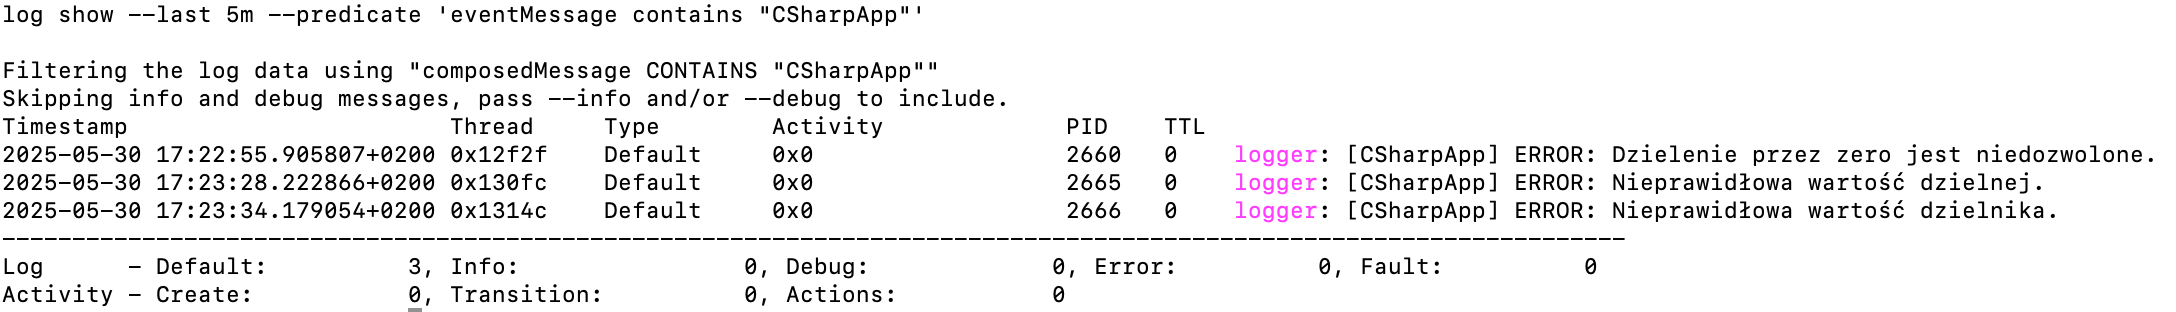 log show --last 5m --predicate 'eventMessage contains "CSharpApp"'
Filtering the log data using "composedMessage CONTAINS "CSharpApp""
Skipping info and debug messages, pass --info and/or --debug to include.
Timestamp                       Thread     Type        Activity             PID    TTL
2025-05-30 17:22:55.905807+0200 0x12f2f    Default     0x0                  2660   0    logger: [CSharpApp] ERROR: Dzielenie przez zero jest niedozwolone.
2025-05-30 17:23:28.222866+0200 0x130fc    Default     0x0                  2665   0    logger: [CSharpApp] ERROR: Nieprawidłowa wartość dzielnej.
2025-05-30 17:23:34.179054+0200 0x1314c    Default     0x0                  2666   0    logger: [CSharpApp] ERROR: Nieprawidłowa wartość dzielnika.
--------------------------------------------------------------------------------------------------------------------
Log      - Default:          3, Info:                0, Debug:             0, Error:          0, Fault:          0
Activity - Create:           0, Transition:          0, Actions:           0